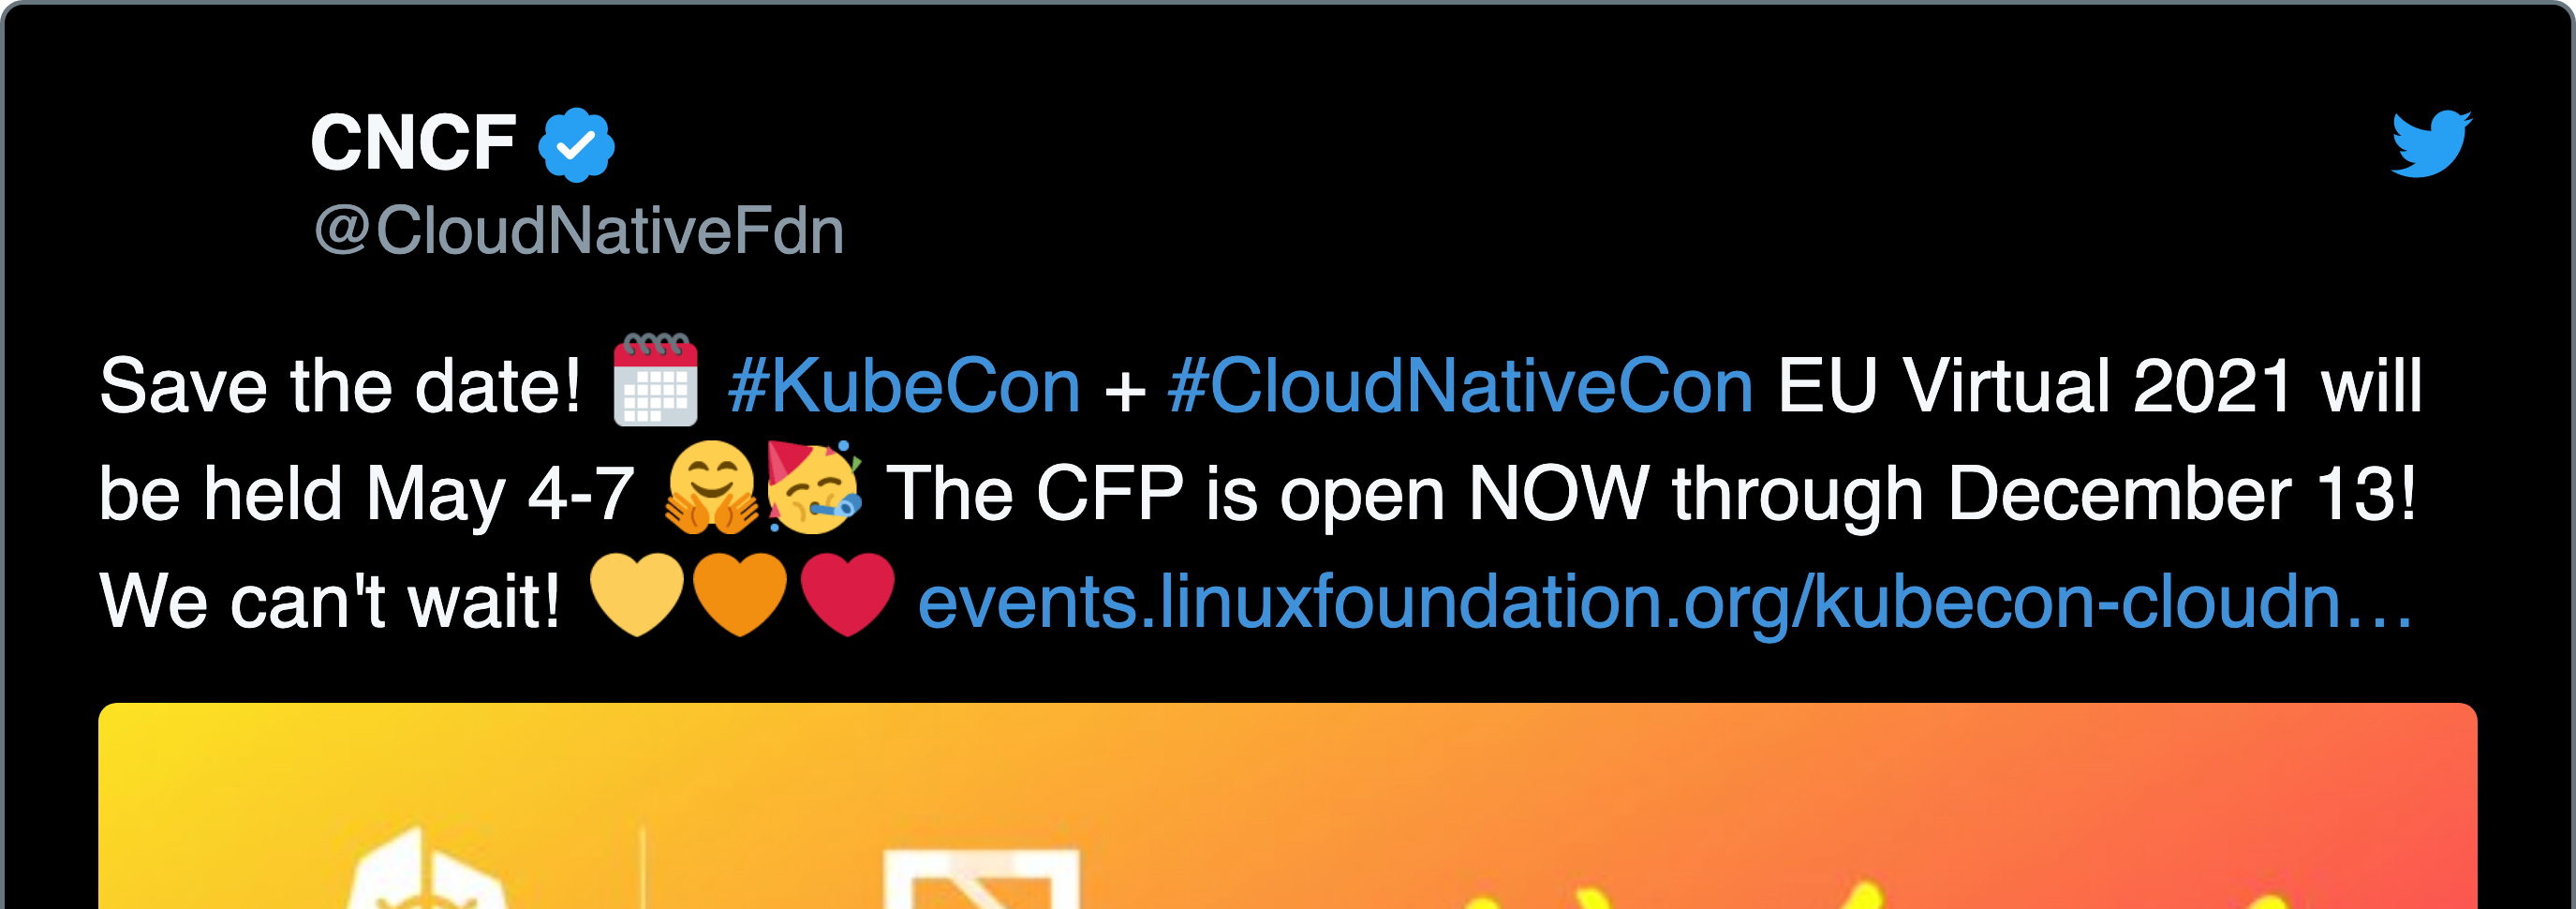 CNCF
@CloudNativeFdn
Save the date! 🗓 #KubeCon + #CloudNativeCon EU Virtual 2021 will
be held May 4-7 🤗🥳 The CFP is open NOW through December 13!
We can't wait! 💛🧡❤️ events.linuxfoundation.org/kubecon-cloudn…